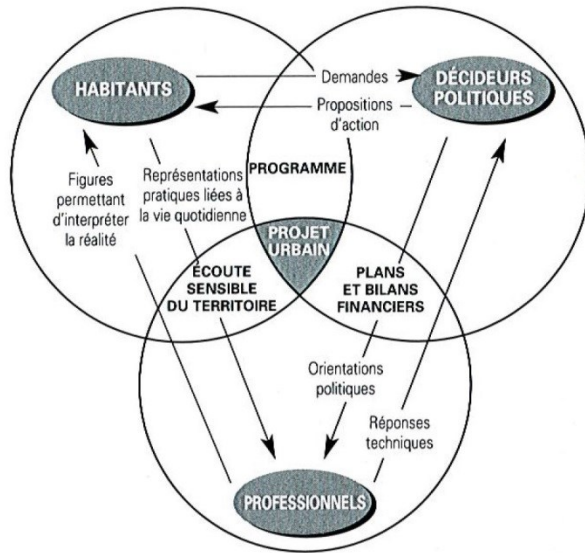 HABITANTS
Demandes
DÉCIDEURS
POLITIQUES
Propositions
d'action
Figures
permettant
d'interpréter
la réalité
Représentations
pratiques liées à
la vie quotidienne
PROGRAMME
PROJET
URBAIN
ÉCOUTE
SENSIBLE
DU TERRITOIRE
PLANS
ET BILANS
FINANCIERS
Orientations
politiques
Réponses
techniques
PROFESSIONNELS